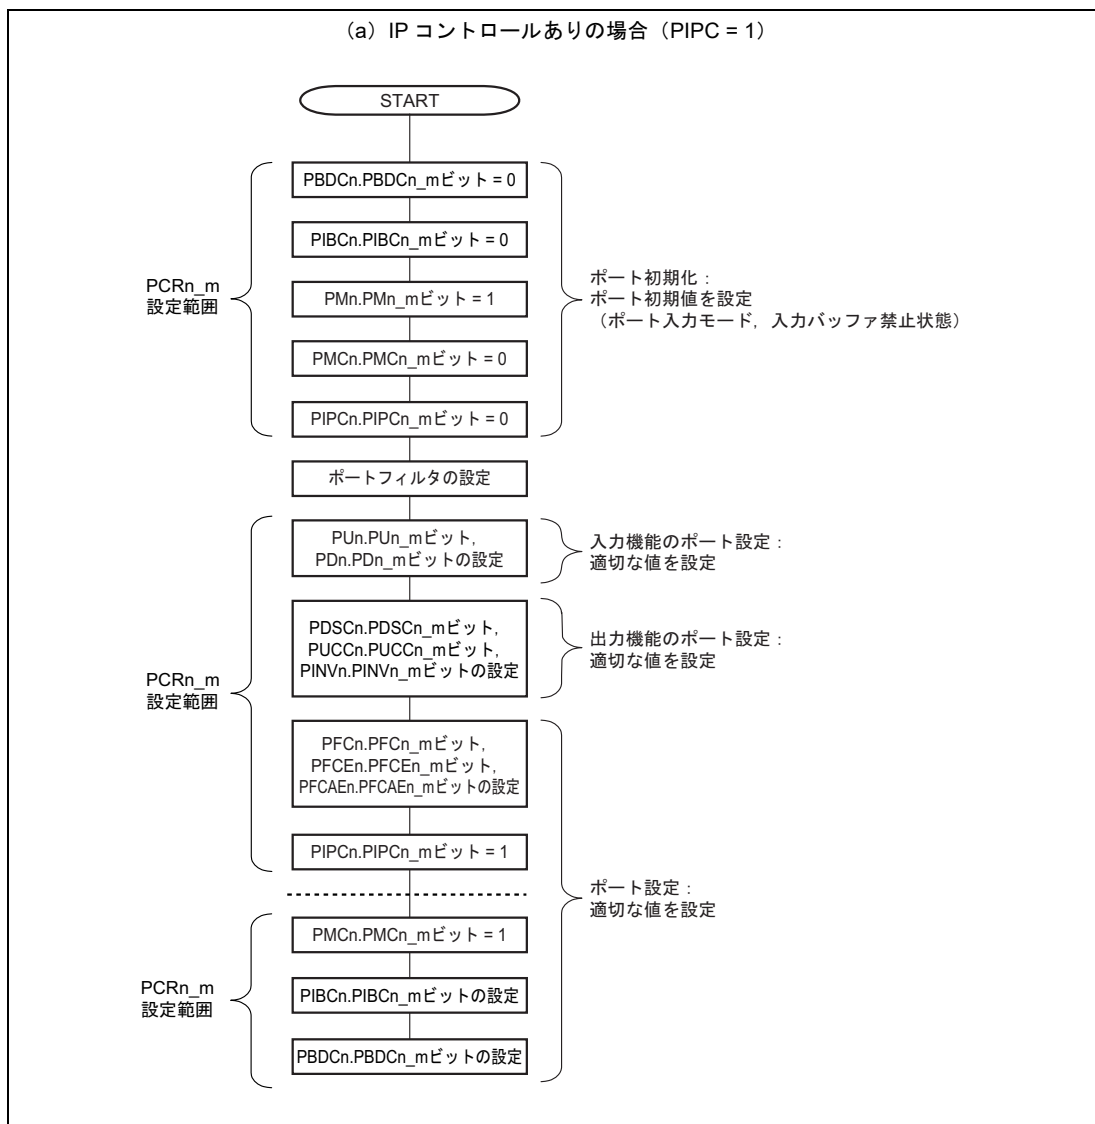 (a) IP コントロールありの場合(PIPC = 1)
START
PBDCn.PBDCn_mビット = 0
PIBCn.PIBCn_mビット = 0
PCRn_m
設定範囲
PMn.PMn_mビット = 1
ポート初期化:
ポート初期値を設定
(ポート入力モード, 入力バッファ禁止状態)
PMCn.PMCn_mビット = 0
PIPCn.PIPCn_mビット = 0
ポートフィルタの設定
PUn.PUn_mビット,
PDn.PDn_mビットの設定
入力機能のポート設定:
適切な値を設定
PDSCn.PDSCn_mビット,
PUCCn.PUCCn_mビット,
PINVn.PINVn_mビットの設定
出力機能のポート設定:
適切な値を設定
PCRn_m
設定範囲
PFCn.PFCn_mビット,
PFCEn.PFCEn_mビット,
PFCAEn.PFCAEn_mビットの設定
PIPCn.PIPCn_mビット = 1
ポート設定:
適切な値を設定
PMCn.PMCn_mビット = 1
PCRn_m
設定範囲
PIBCn.PIBCn_mビットの設定
PBDCn.PBDCn_mビットの設定